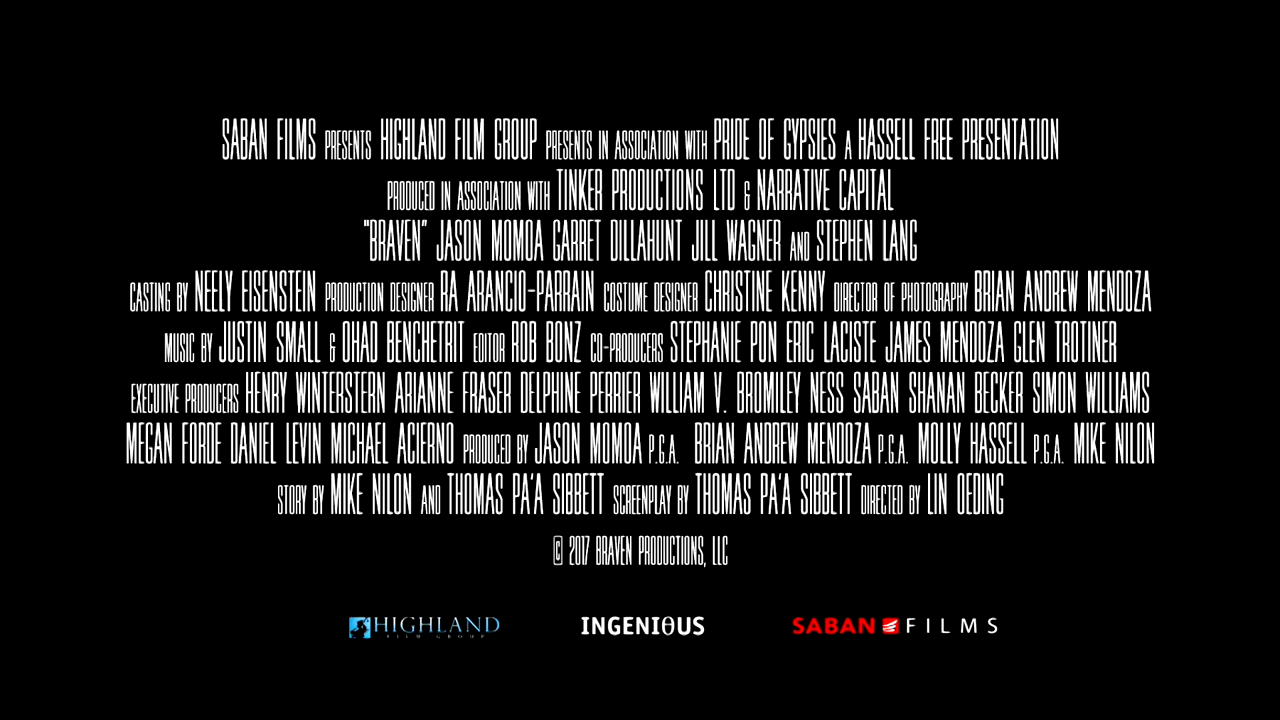 SABAN FILMS PRESENTS HIGHLAND FILM GROUP PRESENTS IN ASSOCIATION WITH PRIDE OF GYPSIES A HASSELL FREE PRESENTATION
PRODUCED IN ASSOCIATION WITH TINKER PRODUCTIONS LTD & NARRATIVE CAPITAL
"BRAVEN" JASON MOMOA GARRET DILLAHUNT JILL WAGNER AND STEPHEN LANG
CASTING BY NEELY EISENSTEIN PRODUCTION DESIGNER RA ARANCIO-PARRAIN COSTUME DESIGNER CHRISTINE KENNY DIRECTOR OF PHOTOGRAPHY BRIAN ANDREW MENDOZA
MUSIC BY JUSTIN SMALL & OHAD BENCHETRIT EDITOR ROB BONZ CO-PRODUCERS STEPHANIE PON ERIC LACISTE JAMES MENDOZA GLEN TROTINER
EXECUTIVE PRODUCERS HENRY WINTERSTERN ARIANNE FRASER DELPHINE PERRIER WILLIAM V. BROMILEY NESS SABAN SHANAN BECKER SIMON WILLIAMS
MEGAN FORDE DANIEL LEVIN MICHAEL ACIERNO PRODUCED BY JASON MOMOA P.G.A. BRIAN ANDREW MENDOZA P.G.A. MOLLY HASSELL P.G.A. MIKE NILON
STORY BY MIKE NILON AND THOMAS PA'A SIBBETT SCREENPLAY BY THOMAS PA'A SIBBETT DIRECTED BY LIN OEDING
© 2017 BRAVEN PRODUCTIONS, LLC
HIGHLAND FILM GROUP INGENIOUS SABAN FILMS